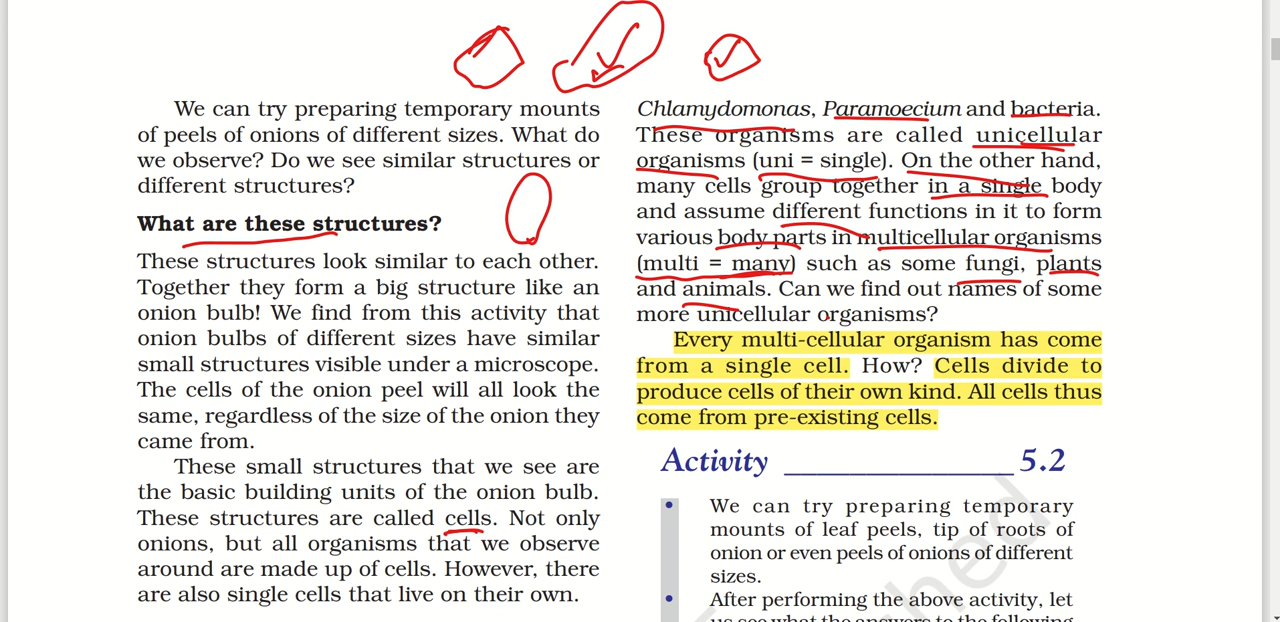 We can try preparing temporary mounts
of peels of onions of different sizes. What do
we observe? Do we see similar structures or
different structures?
What are these structures?
These structures look similar to each other.
Together they form a big structure like an
onion bulb! We find from this activity that
onion bulbs of different sizes have similar
small structures visible under a microscope.
The cells of the onion peel will all look the
same, regardless of the size of the onion they
came from.
These small structures that we see are
the basic building units of the onion bulb.
These structures are called cells. Not only
onions, but all organisms that we observe
around are made up of cells. However, there
are also single cells that live on their own.
Chlamydomonas, Paramoecium and bacteria.
These organisms are called unicellular
organisms (uni = single). On the other hand,
many cells group together in a single body
and assume different functions in it to form
various body parts in multicellular organisms
(multi = many) such as some fungi, plants
and animals. Can we find out names of some
more unicellular organisms?
Every multi-cellular organism has come
from a single cell. How? Cells divide to
produce cells of their own kind. All cells thus
come from pre-existing cells.
Activity ______________ 5.2
• We can try preparing temporary
mounts of leaf peels, tip of roots of
onion or even peels of onions of different
sizes.
• After performing the above activity, let
us see what the answers to the following